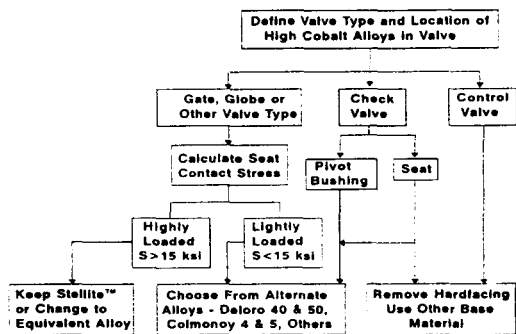 Define Valve Type and Location of
High Cobalt Alloys in Valve
Gate, Globe or
Other Valve Type
Check
Valve
Control
Valve
Calculate Seat
Contact Stress
Pivot
Bushing
Seat
Highly
Loaded
S>15 ksi
Lightly
Loaded
S<15 ksi
Keep Stellite™
or Change to
Equivalent Alloy
Choose From Alternate
Alloys - Deloro 40 & 50,
Colmonoy 4 & 5, Others
Remove Hardfacing
Use Other Base
Material